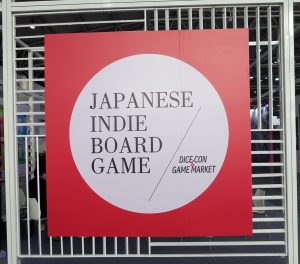 JAPANESE
INDIE
BOARD
GAME
DICE CON
GAME MARKET